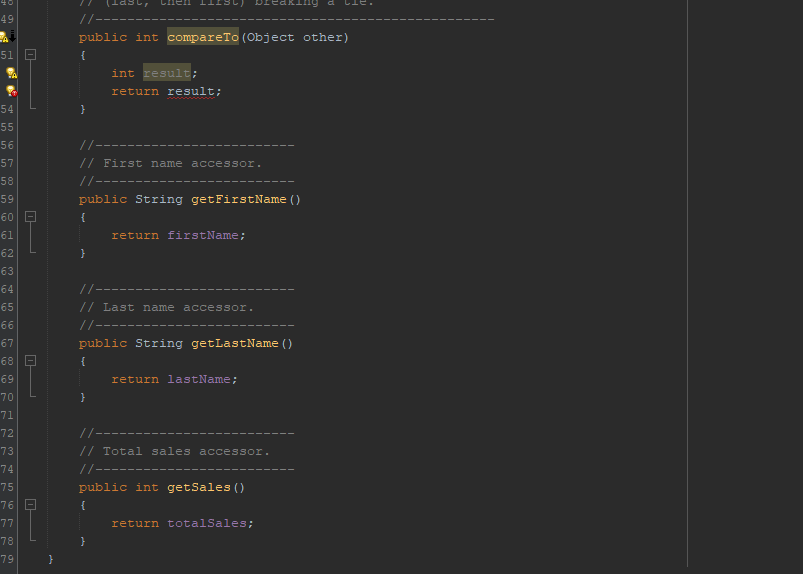 48 // (last, then first) breaking a tie.
49 //--------------------------------------------------
public int compareTo(Object other)
51 {
int result;
return result;
54 }
55
56 //-------------------------
57 // First name accessor.
58 //-------------------------
59 public String getFirstName()
60 {
61 return firstName;
62 }
63
64 //-------------------------
65 // Last name accessor.
66 //-------------------------
67 public String getLastName()
68 {
69 return lastName;
70 }
71
72 //-------------------------
73 // Total sales accessor.
74 //-------------------------
75 public int getSales()
76 {
77 return totalSales;
78 }
79 }